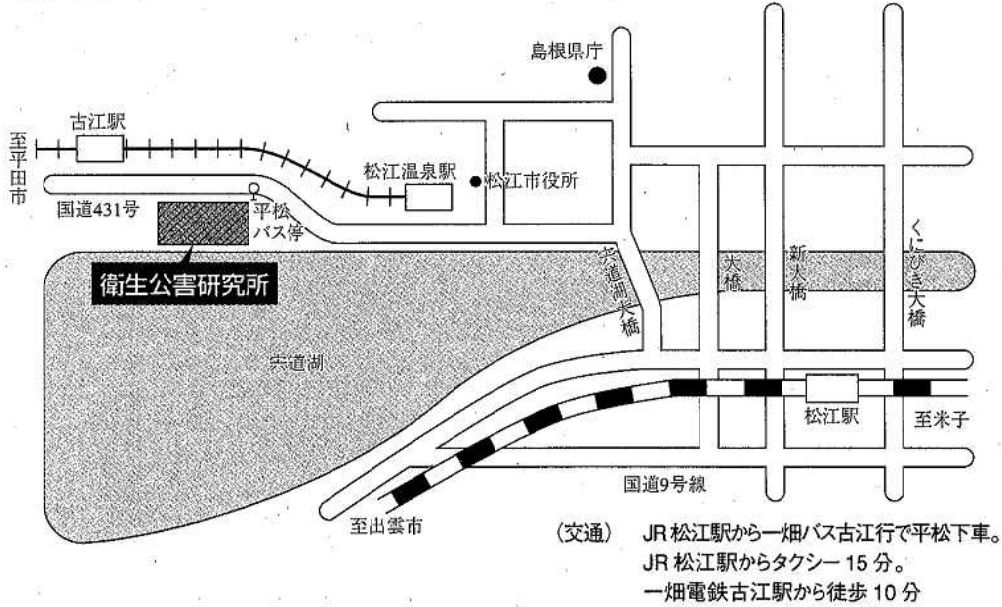 島根県庁
古江駅
至平田市
松江温泉駅
松江市役所
国道431号
平松
バス停
衛生公害研究所
宍道湖大橋
大橋
新大橋
くにびき大橋
宍道湖
松江駅
至米子
国道9号線
至出雲市
（交通） JR松江駅から一畑バス古江行で平松下車。
JR松江駅からタクシー15分。
一畑電鉄古江駅から徒歩10分